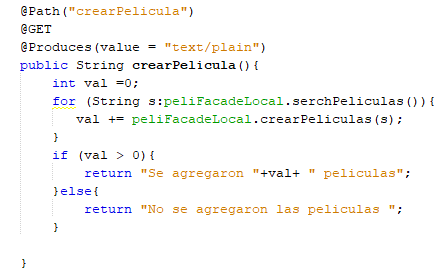 @Path("crearPelicula")
@GET
@Produces(value = "text/plain")
public String crearPelicula(){
    int val =0;
    for (String s:peliFacadeLocal.serchPeliculas()){
       val += peliFacadeLocal.crearPeliculas(s);
    }
    if (val > 0){
        return "Se agregaron "+val+ " peliculas";
    }else{
        return "No se agregaron las peliculas ";
    }
}